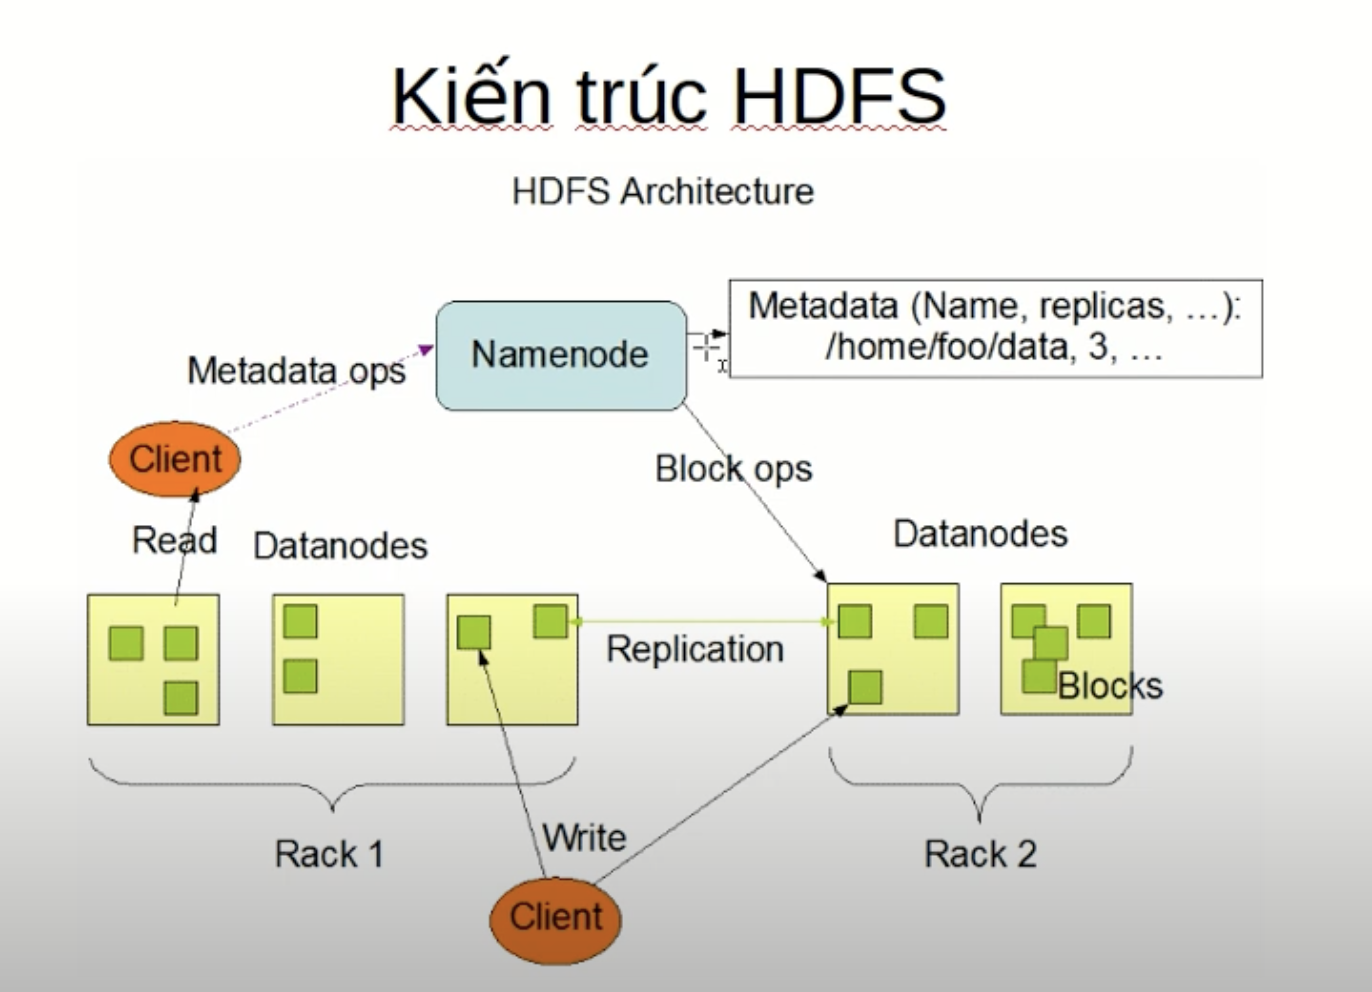 Kiến trúc HDFS
HDFS Architecture
Metadata (Name, replicas, ...):
/home/foo/data, 3, ...
Namenode
Metadata ops
Client
Block ops
Read
Datanodes
Datanodes
Replication
Blocks
Write
Rack 1
Rack 2
Client